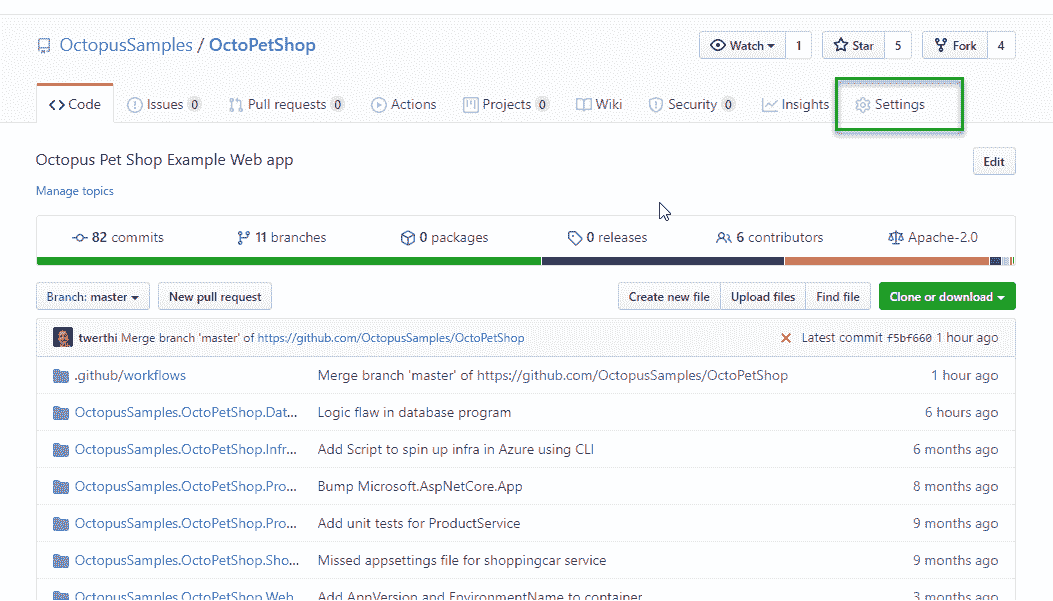 OctopusSamples / OctoPetShop
Watch 1 Star 5 Fork 4
Code Issues 0 Pull requests 0 Actions Projects 0 Wiki Security 0 Insights Settings
Octopus Pet Shop Example Web app
Edit
Manage topics
82 commits 11 branches 0 packages 0 releases 6 contributors Apache-2.0
Branch: master New pull request Create new file Upload files Find file Clone or download
twerthi Merge branch 'master' of https://github.com/OctopusSamples/OctoPetShop Latest commit f5bf660 1 hour ago
.github/workflows Merge branch 'master' of https://github.com/OctopusSamples/OctoPetShop 1 hour ago
OctopusSamples.OctoPetShop.Dat... Logic flaw in database program 6 hours ago
OctopusSamples.OctoPetShop.Infr... Add Script to spin up infra in Azure using CLI 6 months ago
OctopusSamples.OctoPetShop.Pro... Bump Microsoft.AspNetCore.App 8 months ago
OctopusSamples.OctoPetShop.Pro... Add unit tests for ProductService 9 months ago
OctopusSamples.OctoPetShop.Sho... Missed appsettings file for shoppingcar service 9 months ago
OctopusSamples.OctoPetShop.Web Add AppVersion and EnvironmentName to container 3 months ago